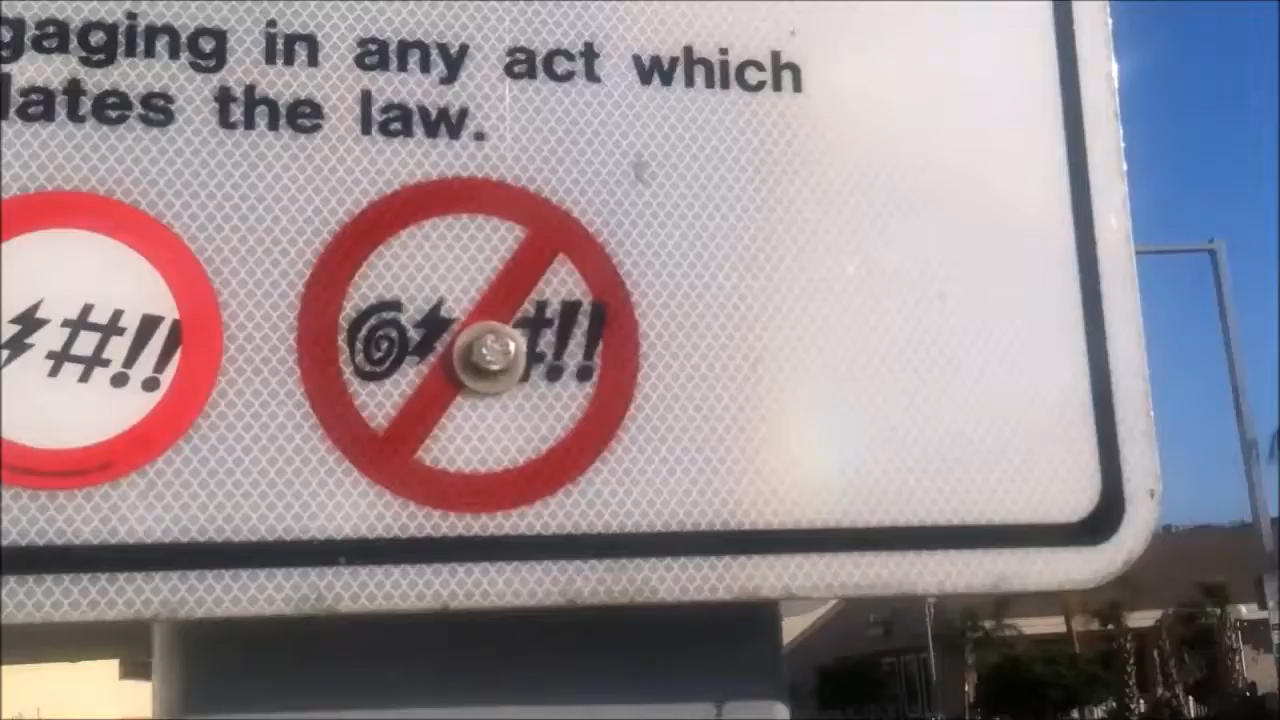 gaging in any act which
lates the law.
#!! @ #!!